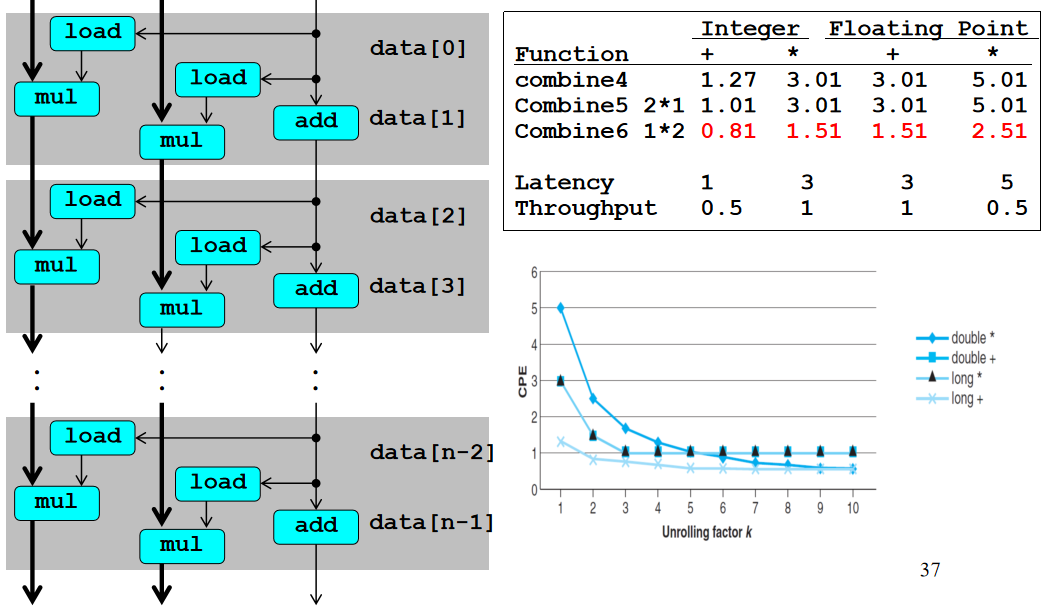 load
data[0]
load
mul
add
data[1]
mul
load
data[2]
load
mul
add
data[3]
mul
: : :
load
data[n-2]
load
mul
add
data[n-1]
mul
Integer Floating Point
Function + * + *
combine4 1.27 3.01 3.01 5.01
Combine5 2*1 1.01 3.01 3.01 5.01
Combine6 1*2 0.81 1.51 1.51 2.51
Latency 1 3 3 5
Throughput 0.5 1 1 0.5
6
5
4
3
2
1
0
CPE
1 2 3 4 5 6 7 8 9 10
Unrolling factor k
double *
double +
long *
long +
37